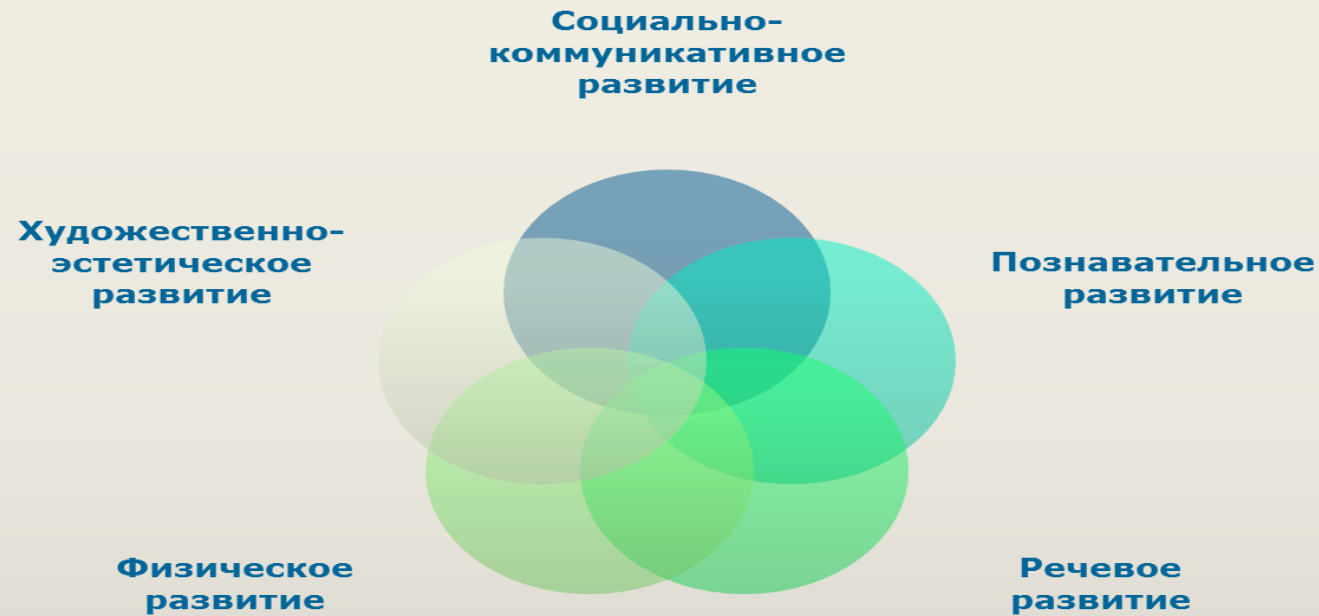 Социально-
коммуникативное
развитие
Художественно-
эстетическое
развитие
Познавательное
развитие
Физическое
развитие
Речевое
развитие